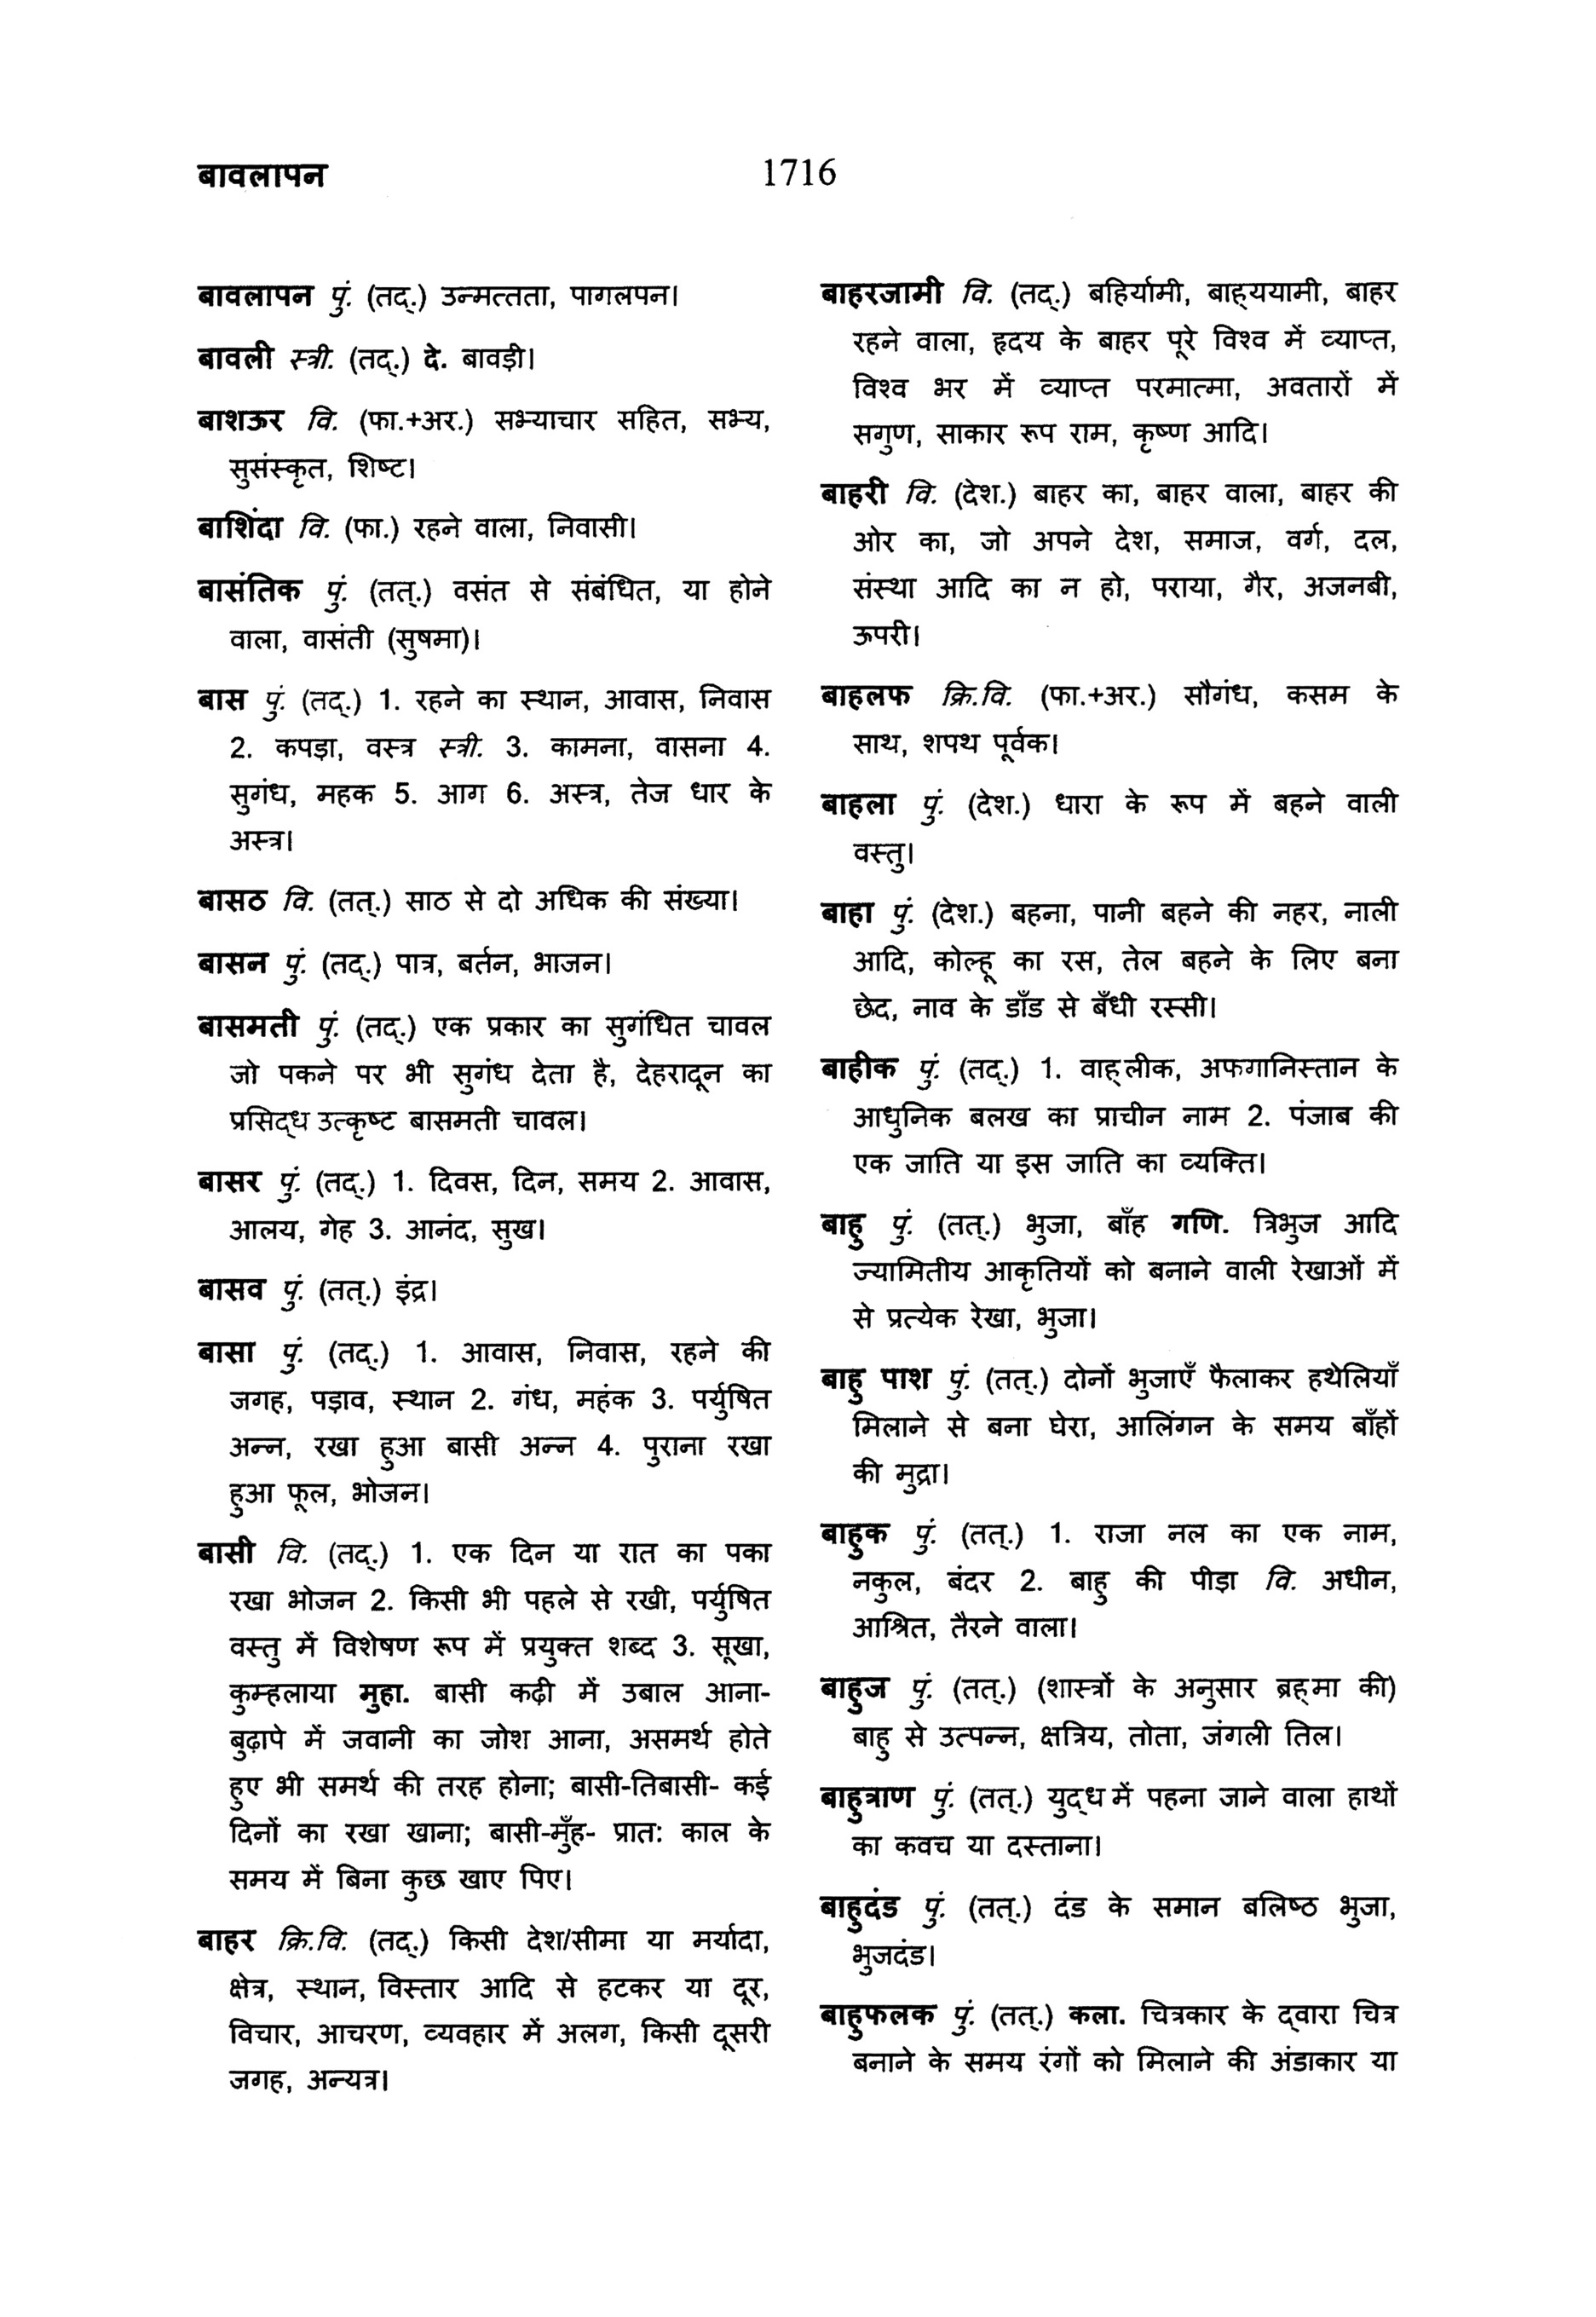 बावलापन
1716
बावलापन पुं. (तद्.) उन्मत्तता, पागलपन।
बावली स्त्री. (तद्.) दे. बावड़ी।
बाशऊर वि. (फा.+अर.) सभ्याचार सहित, सभ्य,
सुसंस्कृत, शिष्ट।
बाशिंदा वि. (फा.) रहने वाला, निवासी।
बासंतिक पुं. (तत्.) वसंत से संबंधित, या होने
वाला, वासंती (सुषमा)।
बास पुं. (तद्.) 1. रहने का स्थान, आवास, निवास
2. कपड़ा, वस्त्र स्त्री. 3. कामना, वासना 4.
सुगंध, महक 5. आग 6. अस्त्र, तेज धार के
अस्त्र।
बासठ वि. (तत्.) साठ से दो अधिक की संख्या।
बासन पुं. (तद्.) पात्र, बर्तन, भाजन।
बासमती पुं. (तद्.) एक प्रकार का सुगंधित चावल
जो पकने पर भी सुगंध देता है, देहरादून का
प्रसिद्ध उत्कृष्ट बासमती चावल।
बासर पुं. (तद्.) 1. दिवस, दिन, समय 2. आवास,
आलय, गेह 3. आनंद, सुख।
बासव पुं. (तत्.) इंद्र।
बासा पुं. (तद्.) 1. आवास, निवास, रहने की
जगह, पड़ाव, स्थान 2. गंध, महंक 3. पर्युषित
अन्न, रखा हुआ बासी अन्न 4. पुराना रखा
हुआ फूल, भोजन।
बासी वि. (तद्.) 1. एक दिन या रात का पका
रखा भोजन 2. किसी भी पहले से रखी, पर्युषित
वस्तु में विशेषण रूप में प्रयुक्त शब्द 3. सूखा,
कुम्हलाया मुहा. बासी कढ़ी में उबाल आना-
बुढ़ापे में जवानी का जोश आना, असमर्थ होते
हुए भी समर्थ की तरह होना; बासी-तिबासी- कई
दिनों का रखा खाना; बासी-मुँह- प्रात: काल के
समय में बिना कुछ खाए पिए।
बाहर क्रि.वि. (तद्.) किसी देश/सीमा या मर्यादा,
क्षेत्र, स्थान, विस्तार आदि से हटकर या दूर,
विचार, आचरण, व्यवहार में अलग, किसी दूसरी
जगह, अन्यत्र।
बाहरजामी वि. (तद्.) बहिर्यामी, बाह्ययामी, बाहर
रहने वाला, हृदय के बाहर पूरे विश्व में व्याप्त,
विश्व भर में व्याप्त परमात्मा, अवतारों में
सगुण, साकार रूप राम, कृष्ण आदि।
बाहरी वि. (देश.) बाहर का, बाहर वाला, बाहर की
ओर का, जो अपने देश, समाज, वर्ग, दल,
संस्था आदि का न हो, पराया, गैर, अजनबी,
ऊपरी।
बाहलफ क्रि.वि. (फा.+अर.) सौगंध, कसम के
साथ, शपथ पूर्वक।
बाहला पुं. (देश.) धारा के रूप में बहने वाली
वस्तु।
बाहा पुं. (देश.) बहना, पानी बहने की नहर, नाली
आदि, कोल्हू का रस, तेल बहने के लिए बना
छेद, नाव के डाँड से बँधी रस्सी।
बाहीक पुं. (तद्.) 1. वाह्लीक, अफगानिस्तान के
आधुनिक बलख का प्राचीन नाम 2. पंजाब की
एक जाति या इस जाति का व्यक्ति।
बाहु पुं. (तत्.) भुजा, बाँह गणि. त्रिभुज आदि
ज्यामितीय आकृतियों को बनाने वाली रेखाओं में
से प्रत्येक रेखा, भुजा।
बाहु पाश पुं. (तत्.) दोनों भुजाएँ फैलाकर हथेलियाँ
मिलाने से बना घेरा, आलिंगन के समय बाँहों
की मुद्रा।
बाहुक पुं. (तत्.) 1. राजा नल का एक नाम,
नकुल, बंदर 2. बाहु की पीड़ा वि. अधीन,
आश्रित, तैरने वाला।
बाहुज पुं. (तत्.) (शास्त्रों के अनुसार ब्रह्मा की)
बाहु से उत्पन्न, क्षत्रिय, तोता, जंगली तिल।
बाहुत्राण पुं. (तत्.) युद्ध में पहना जाने वाला हाथों
का कवच या दस्ताना।
बाहुदंड पुं. (तत्.) दंड के समान बलिष्ठ भुजा,
भुजदंड।
बाहुफलक पुं. (तत्.) कला. चित्रकार के द्वारा चित्र
बनाने के समय रंगों को मिलाने की अंडाकार या